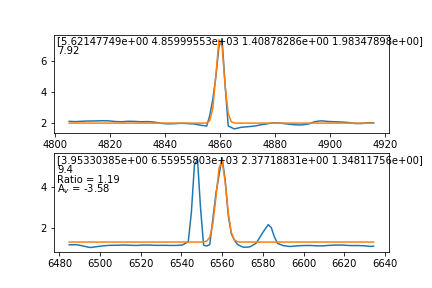 [5.62147749e+00 4.85999553e+03 1.40878286e+00 1.98347898e+00]
7.92
6
4
2
4800 4820 4840 4860 4880 4900 4920
[3.95330385e+00 6.55955803e+03 2.37718831e+00 1.34811756e+00]
9.4
Ratio = 1.19
Av = -3.58
4
2
6480 6500 6520 6540 6560 6580 6600 6620 6640